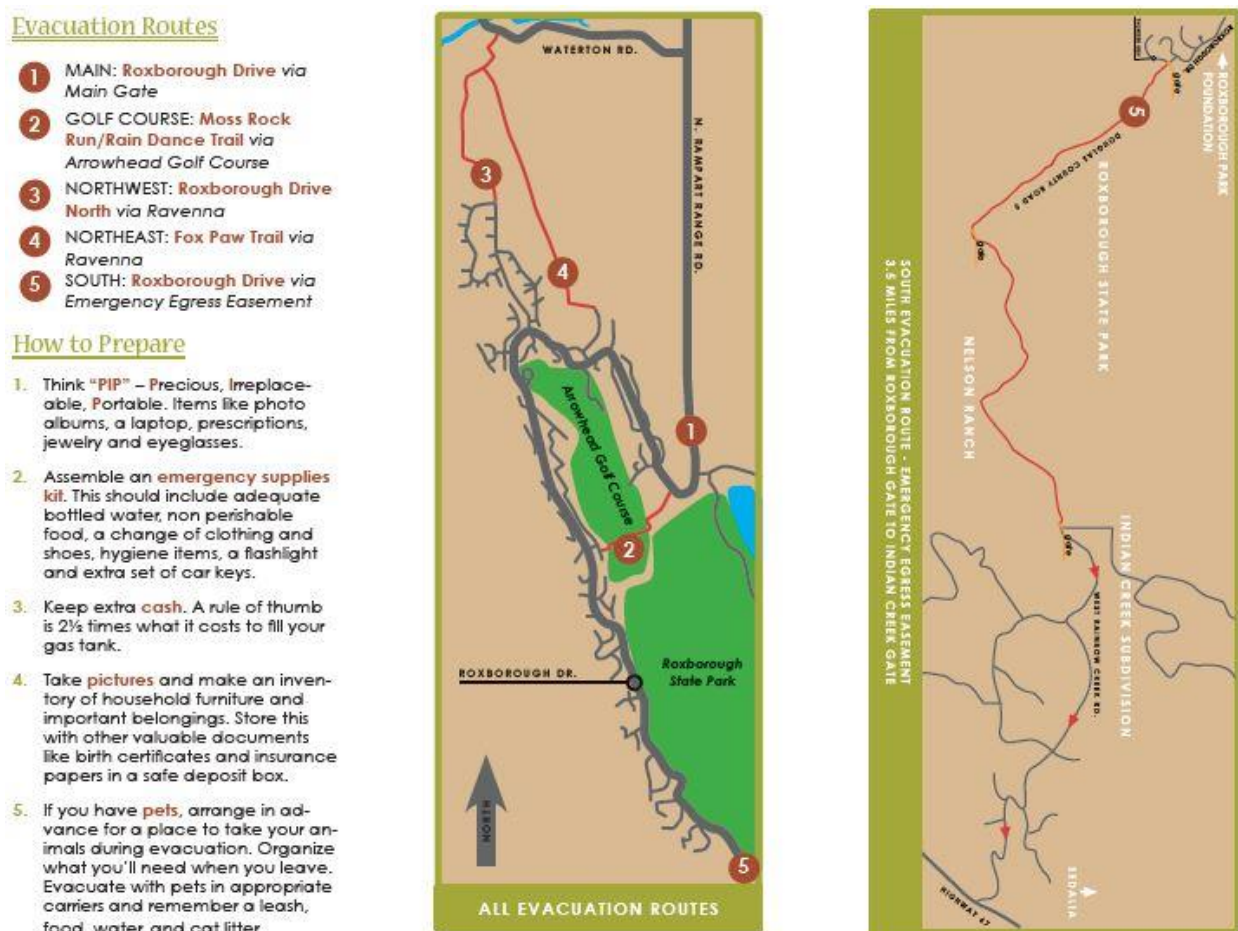 Evacuation Routes
1 MAIN: Roxborough Drive via
Main Gate
2 GOLF COURSE: Moss Rock
Run/Rain Dance Trail via
Arrowhead Golf Course
3 NORTHWEST: Roxborough Drive
North via Ravenna
4 NORTHEAST: Fox Paw Trail via
Ravenna
5 SOUTH: Roxborough Drive via
Emergency Egress Easement
How to Prepare
1. Think “PIP” – Precious, Irreplace-
able, Portable. Items like photo
albums, a laptop, prescriptions,
jewelry and eyeglasses.
2. Assemble an emergency supplies
kit. This should include adequate
bottled water, non perishable
food, a change of clothing and
shoes, hygiene items, a flashlight
and extra set of car keys.
3. Keep extra cash. A rule of thumb
is 2½ times what it costs to fill your
gas tank.
4. Take pictures and make an inven-
tory of household furniture and
important belongings. Store this
with other valuable documents
like birth certificates and insurance
papers in a safe deposit box.
5. If you have pets, arrange in ad-
vance for a place to take your an-
imals during evacuation. Organize
what you'll need when you leave.
Evacuate with pets in appropriate
carriers and remember a leash,
food, water and cat litter
WATERTON RD.
N. RAMPART RANGE RD.
3
4
1
Arrowhead Golf Course
2
ROXBOROUGH DR.
Roxborough
State Park
NORTH
5
ALL EVACUATION ROUTES
ROXBOROUGH DR.
gate
ROXBOROUGH PARK
FOUNDATION
5
DOUGLAS COUNTY ROAD 5
ROXBOROUGH STATE PARK
gate
NELSON RANCH
SOUTH EVACUATION ROUTE - EMERGENCY EGRESS EASEMENT
3.5 MILES FROM ROXBOROUGH GATE TO INDIAN CREEK GATE
gate
INDIAN CREEK SUBDIVISION
WEST RAINBOW CREEK RD.
SEDALIA
HIGHWAY 67